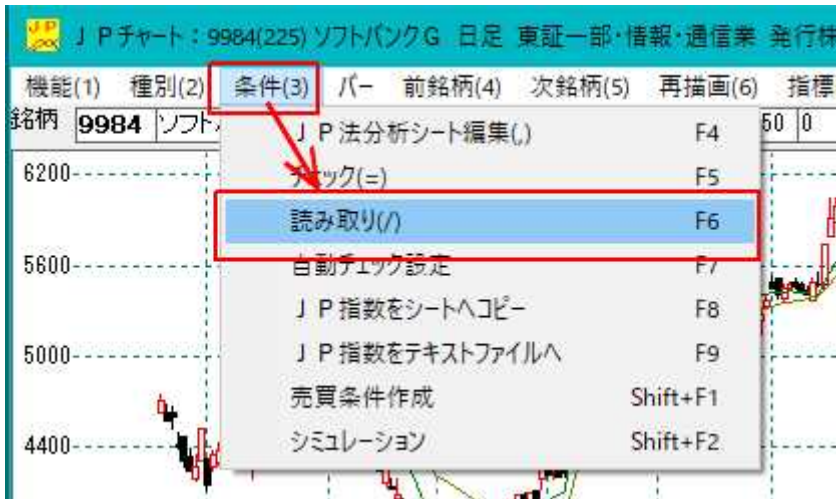 JP
ＪＰチャート：9984(225) ソフトバンクＧ 日足 東証一部・情報・通信業 発行株
機能(1) 種別(2) 条件(3) バー 前銘柄(4) 次銘柄(5) 再描画(6) 指標
銘柄 9984 ソフト 50 0
ＪＰ法分析シート編集(,) F4
チェック(=) F5
読み取り(/) F6
自動チェック設定 F7
ＪＰ指数をシートへコピー F8
ＪＰ指数をテキストファイルへ F9
売買条件作成 Shift+F1
シミュレーション Shift+F2
6200
5600
5000
4400